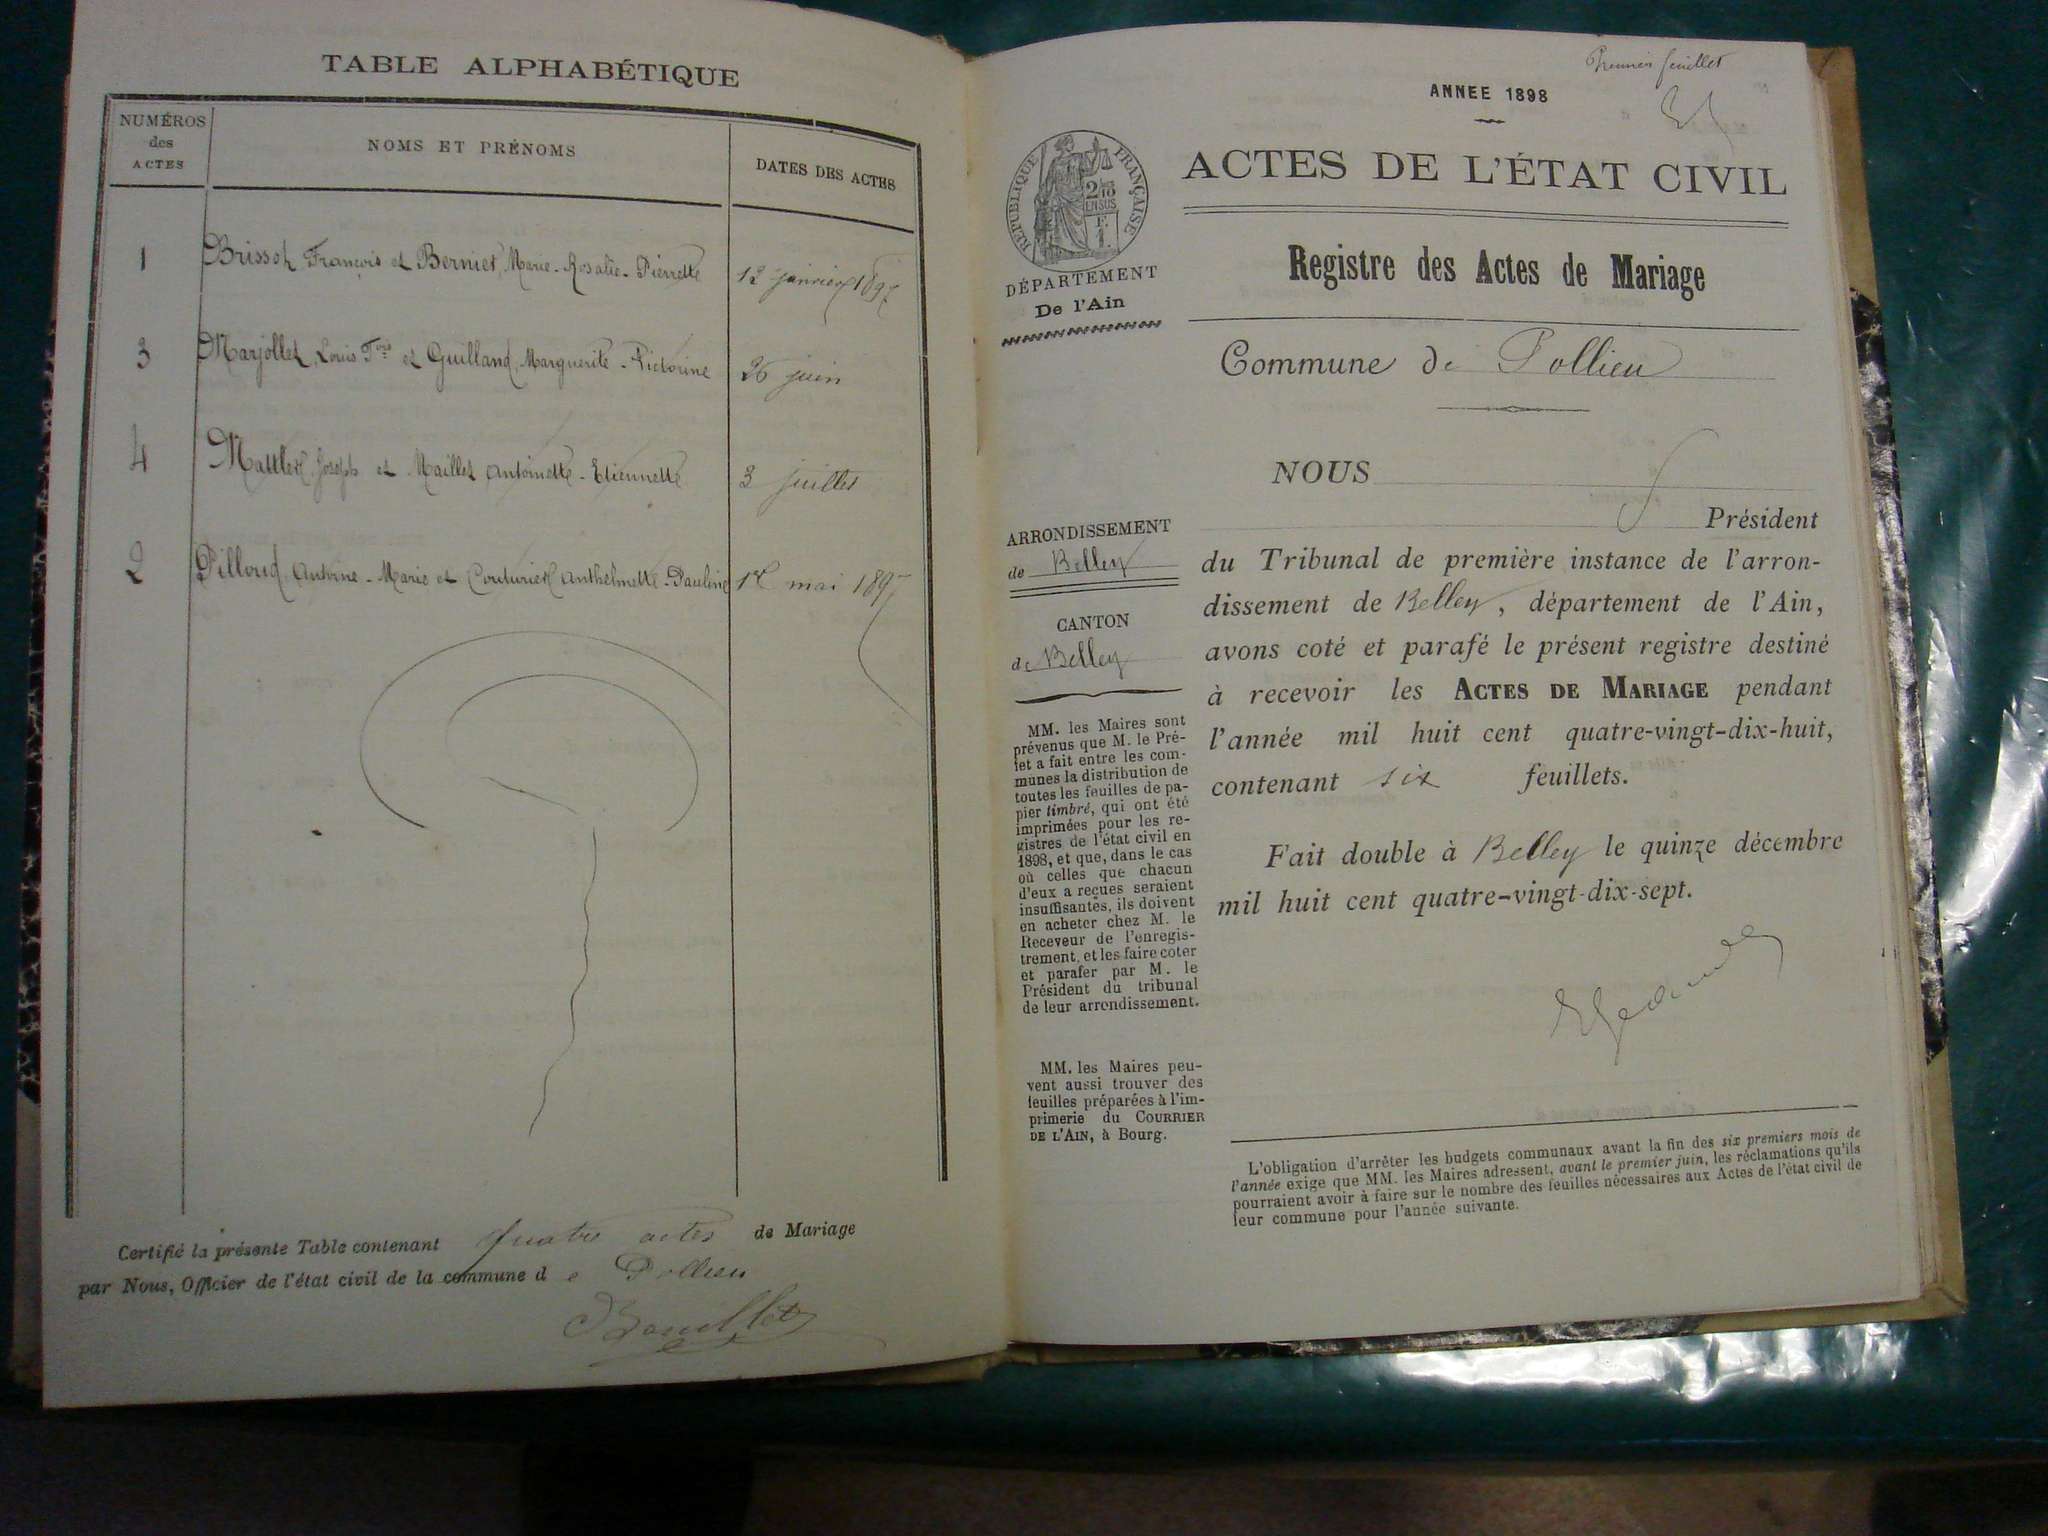 TABLE ALPHABÉTIQUE
NUMÉROS
des
ACTES
NOMS ET PRÉNOMS
DATES DES ACTES
1 Brissot, François et Bernier, Marie-Rosalie-Pierrette 12 janvier 1897
3 Marjollet, Louis Fois et Guilland, Marguerite-Victorine 26 juin
4 Mattler, Joseph et Maillet Antoinette-Etiennette 3 juillet
2 Pilloud, Antoine-Marie et Couturier Anthelmette-Pauline 1er mai 1897
Certifié la présente Table contenant quatre actes de Mariage
par Nous, Officier de l'état civil de la commune de Pollieu
Bouillet
Premier feuillet
ANNEE 1898
ACTES DE L'ÉTAT CIVIL
RÉPUBLIQUE FRANÇAISE
DÉPARTEMENT
De l'Ain
Registre des Actes de Mariage
Commune de Pollieu
NOUS
Président
du Tribunal de première instance de l'arron-
dissement de Belley, département de l'Ain,
avons coté et parafé le présent registre destiné
à recevoir les ACTES DE MARIAGE pendant
l'année mil huit cent quatre-vingt-dix-huit,
contenant six feuillets.
Fait double à Belley le quinze décembre
mil huit cent quatre-vingt-dix-sept.
ARRONDISSEMENT
de Belley
CANTON
de Belley
MM. les Maires sont
prévenus que M. le Pré-
fet a fait entre les com-
munes la distribution de
toutes les feuilles de pa-
pier timbré, qui ont été
imprimées pour les re-
gistres de l'état civil en
1898, et que, dans le cas
où celles que chacun
d'eux a reçues seraient
insuffisantes, ils doivent
en acheter chez M. le
Receveur de l'enregis-
trement, et les faire coter
et parafer par M. le
Président du tribunal
de leur arrondissement.
MM. les Maires peu-
vent aussi trouver des
feuilles préparées à l'im-
primerie du COURRIER
DE L'AIN, à Bourg.
L'obligation d'arrêter les budgets communaux avant la fin des six premiers mois de
l'année exige que MM. les Maires adressent, avant le premier juin, les réclamations qu'ils
pourraient avoir à faire sur le nombre des feuilles nécessaires aux Actes de l'état civil de
leur commune pour l'année suivante.